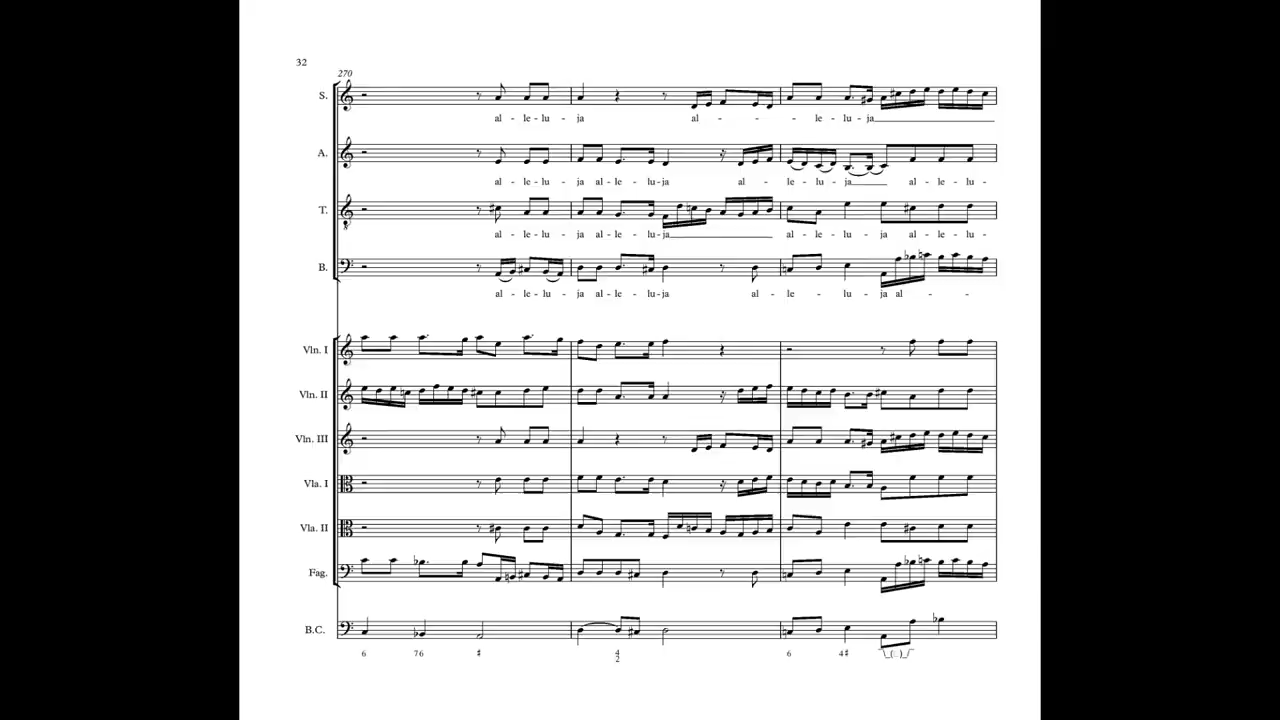 32
270
S.
al - le - lu - ja al - - - le - lu - ja
A.
al - le - lu - ja al - le - lu - ja al - le - lu - ja al - le - lu -
T.
al - le - lu - ja al - le - lu - ja al - le - lu - ja al - le - lu -
B.
al - le - lu - ja al - le - lu - ja al - le - lu - ja al - -
Vln. I
Vln. II
Vln. III
Vla. I
Vla. II
Fag.
B.C.
6 7 6 ♯ 4 6 4 ♯ ¯\_( )_/¯
2